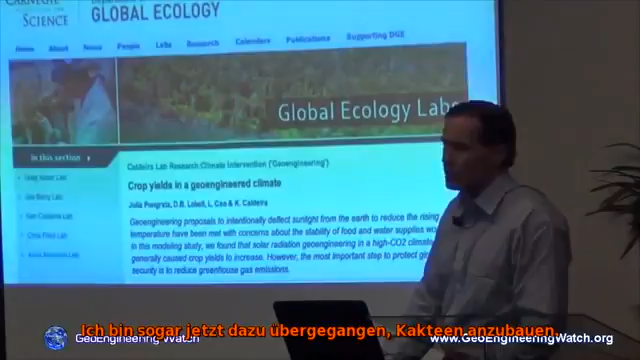 CARNEGIE
SCIENCE
GLOBAL ECOLOGY
Home About News People Labs Research Calendars Publications Supporting DGE
Global Ecology Labs
In this section
Caldeira Lab Research:Climate Intervention ('Geoengineering')
Crop yields in a geoengineered climate
Julia Pongratz, D.B. Lobell, L. Cao & K. Caldeira
Geoengineering proposals to intentionally deflect sunlight from the earth to reduce the rising
temperature have been met with concerns about the stability of food and water supplies wo
in this modeling study, we found that solar radiation geoengineering in a high-CO2 climate
generally caused crop yields to increase. However, the most important step to protect
security is to reduce greenhouse gas emissions.
Ich bin sogar jetzt dazu übergegangen, Kakteen anzubauen
GeoEngineering Watch
www.GeoEngineeringWatch.org